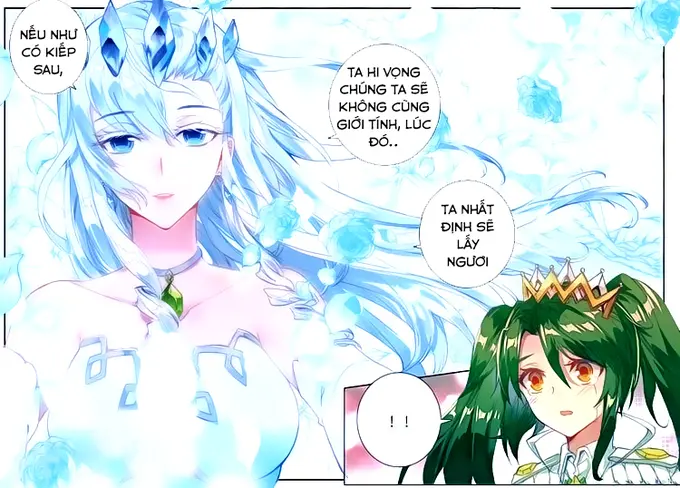 NẾU NHƯ
CÓ KIẾP
SAU,
TA HI VỌNG
CHÚNG TA SẼ
KHÔNG CÙNG
GIỚI TÍNH, LÚC
ĐÓ..
TA NHẤT
ĐỊNH SẼ
LẤY
NGƯƠI
! !